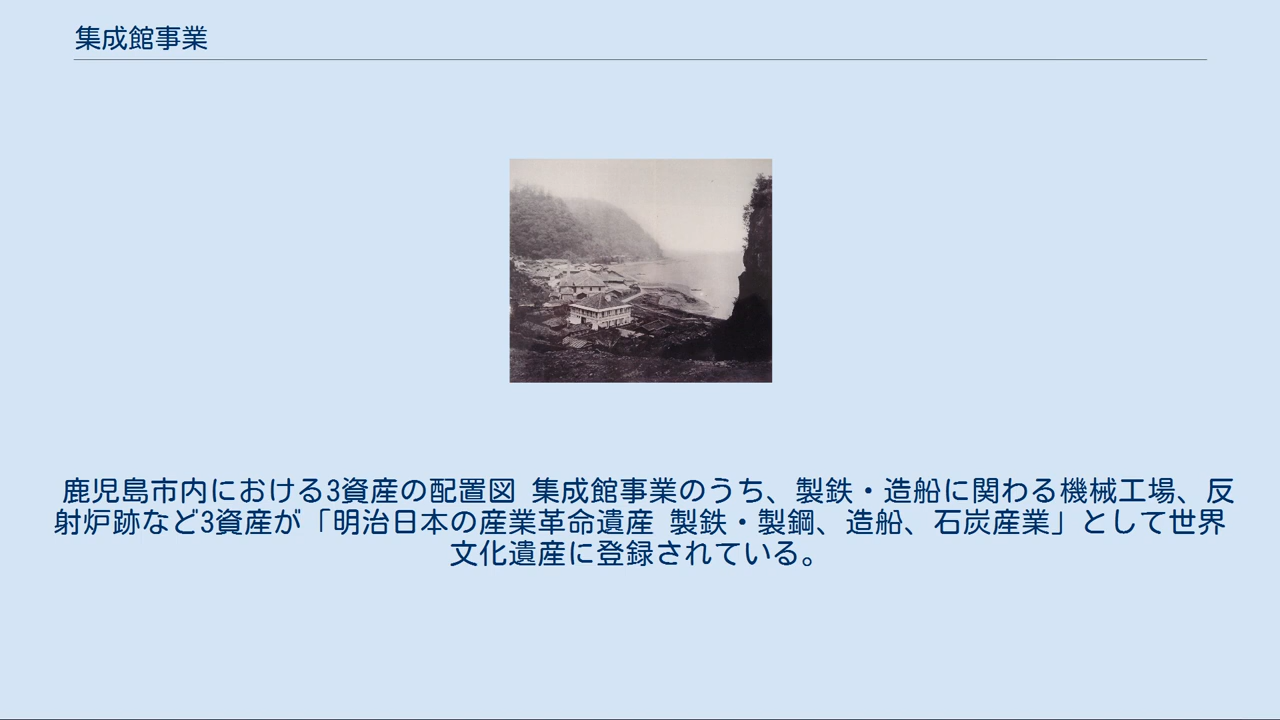 集成館事業
鹿児島市内における3資産の配置図 集成館事業のうち、製鉄・造船に関わる機械工場、反
射炉跡など3資産が「明治日本の産業革命遺産 製鉄・製鋼、造船、石炭産業」として世界
文化遺産に登録されている。